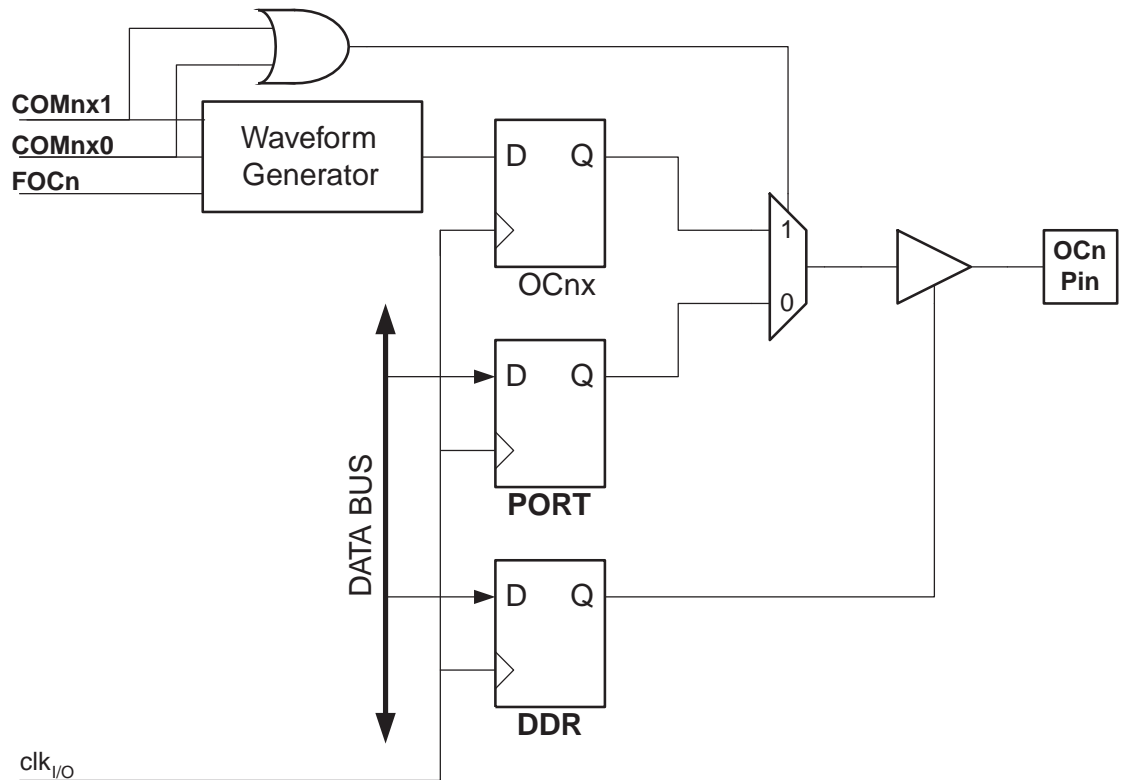 COMnx1
COMnx0
FOCn
Waveform
Generator
D Q
OCnx
1
0
OCn
Pin
D Q
PORT
DATA BUS
D Q
DDR
clkI/O